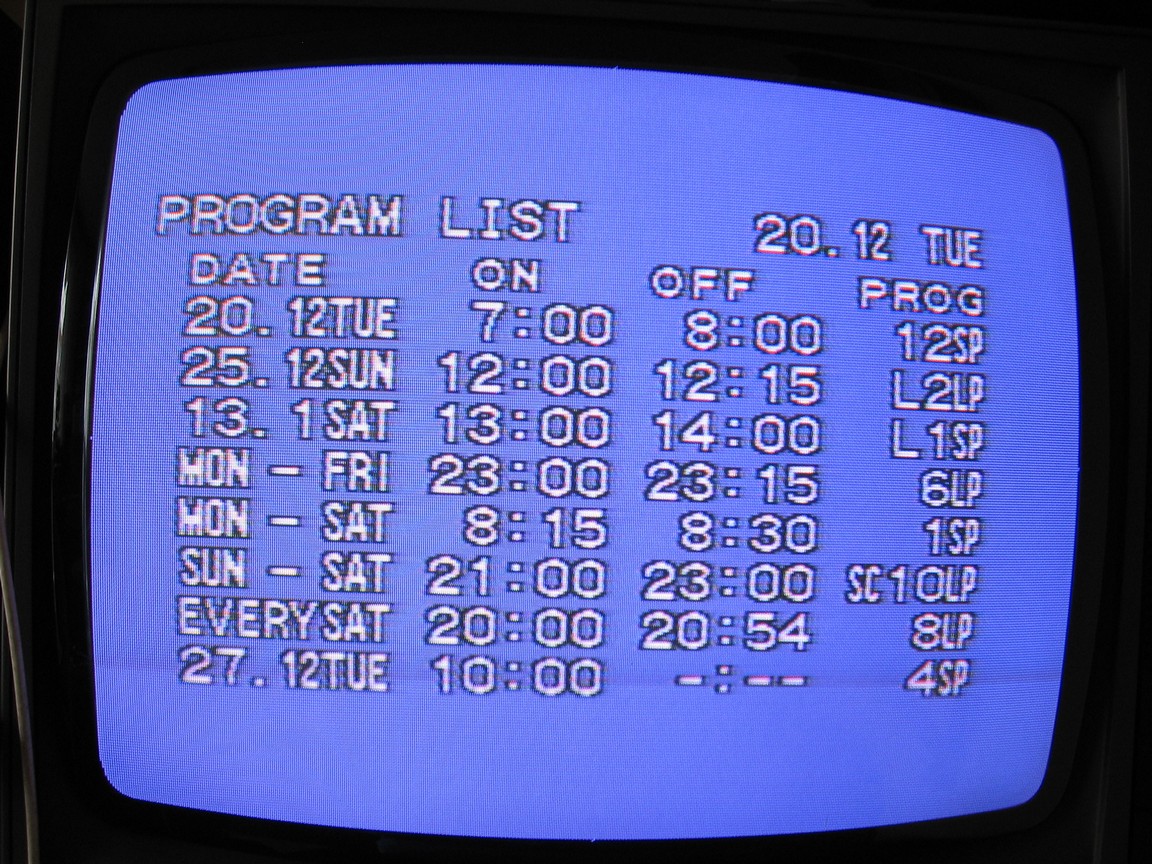 PROGRAM LIST 20.12 TUE
DATE ON OFF PROG
20.12TUE 7:00 8:00 12SP
25.12SUN 12:00 12:15 L2LP
13. 1SAT 13:00 14:00 L1SP
MON - FRI 23:00 23:15 6LP
MON - SAT 8:15 8:30 1SP
SUN - SAT 21:00 23:00 SC10LP
EVERYSAT 20:00 20:54 8LP
27.12TUE 10:00 -:-- 4SP